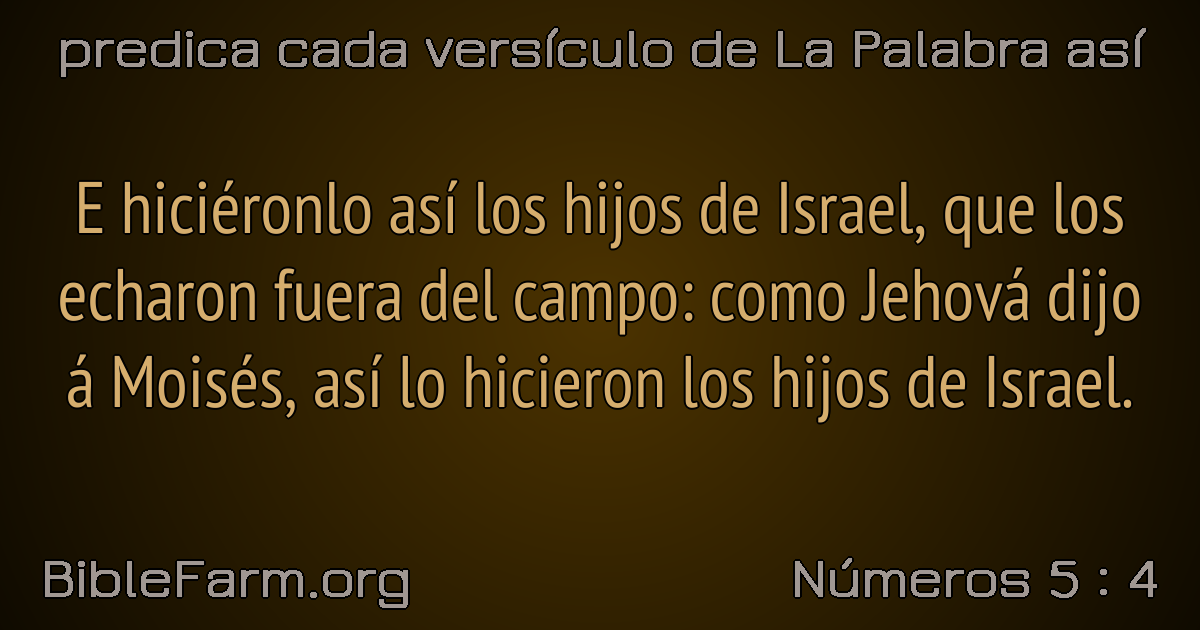 predica cada versículo de La Palabra así
E hiciéronlo así los hijos de Israel, que los
echaron fuera del campo: como Jehová dijo
á Moisés, así lo hicieron los hijos de Israel.
BibleFarm.org
Números 5 : 4